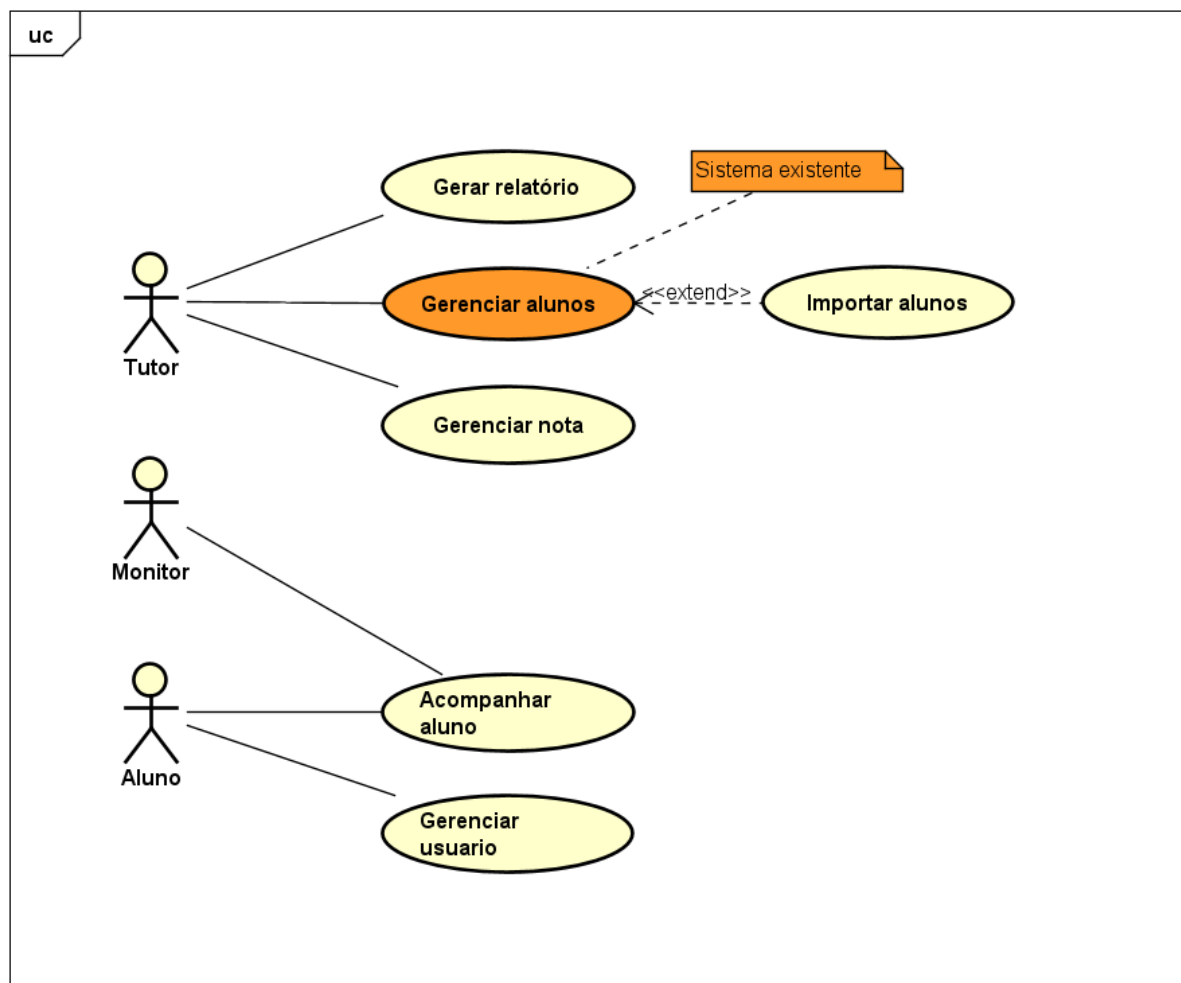 uc
Gerar relatório
Sistema existente
Gerenciar alunos
<<extend>>
Importar alunos
Tutor
Gerenciar nota
Monitor
Acompanhar
aluno
Aluno
Gerenciar
usuario